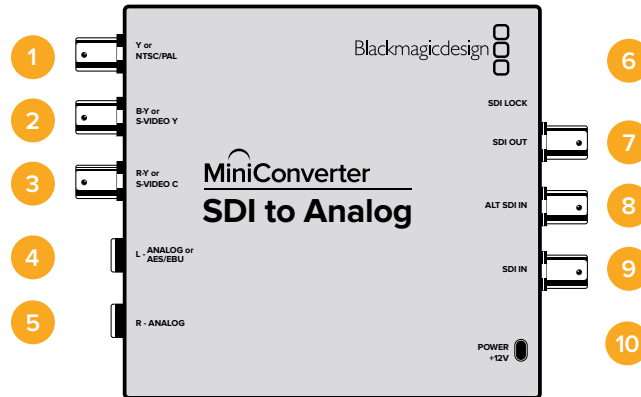 1
Y or
NTSC/PAL
2
B-Y or
S-VIDEO Y
3
R-Y or
S-VIDEO C
4
L - ANALOG or
AES/EBU
5
R - ANALOG
Blackmagicdesign
MiniConverter
SDI to Analog
6
SDI LOCK
7
SDI OUT
8
ALT SDI IN
9
SDI IN
10
POWER
+12V